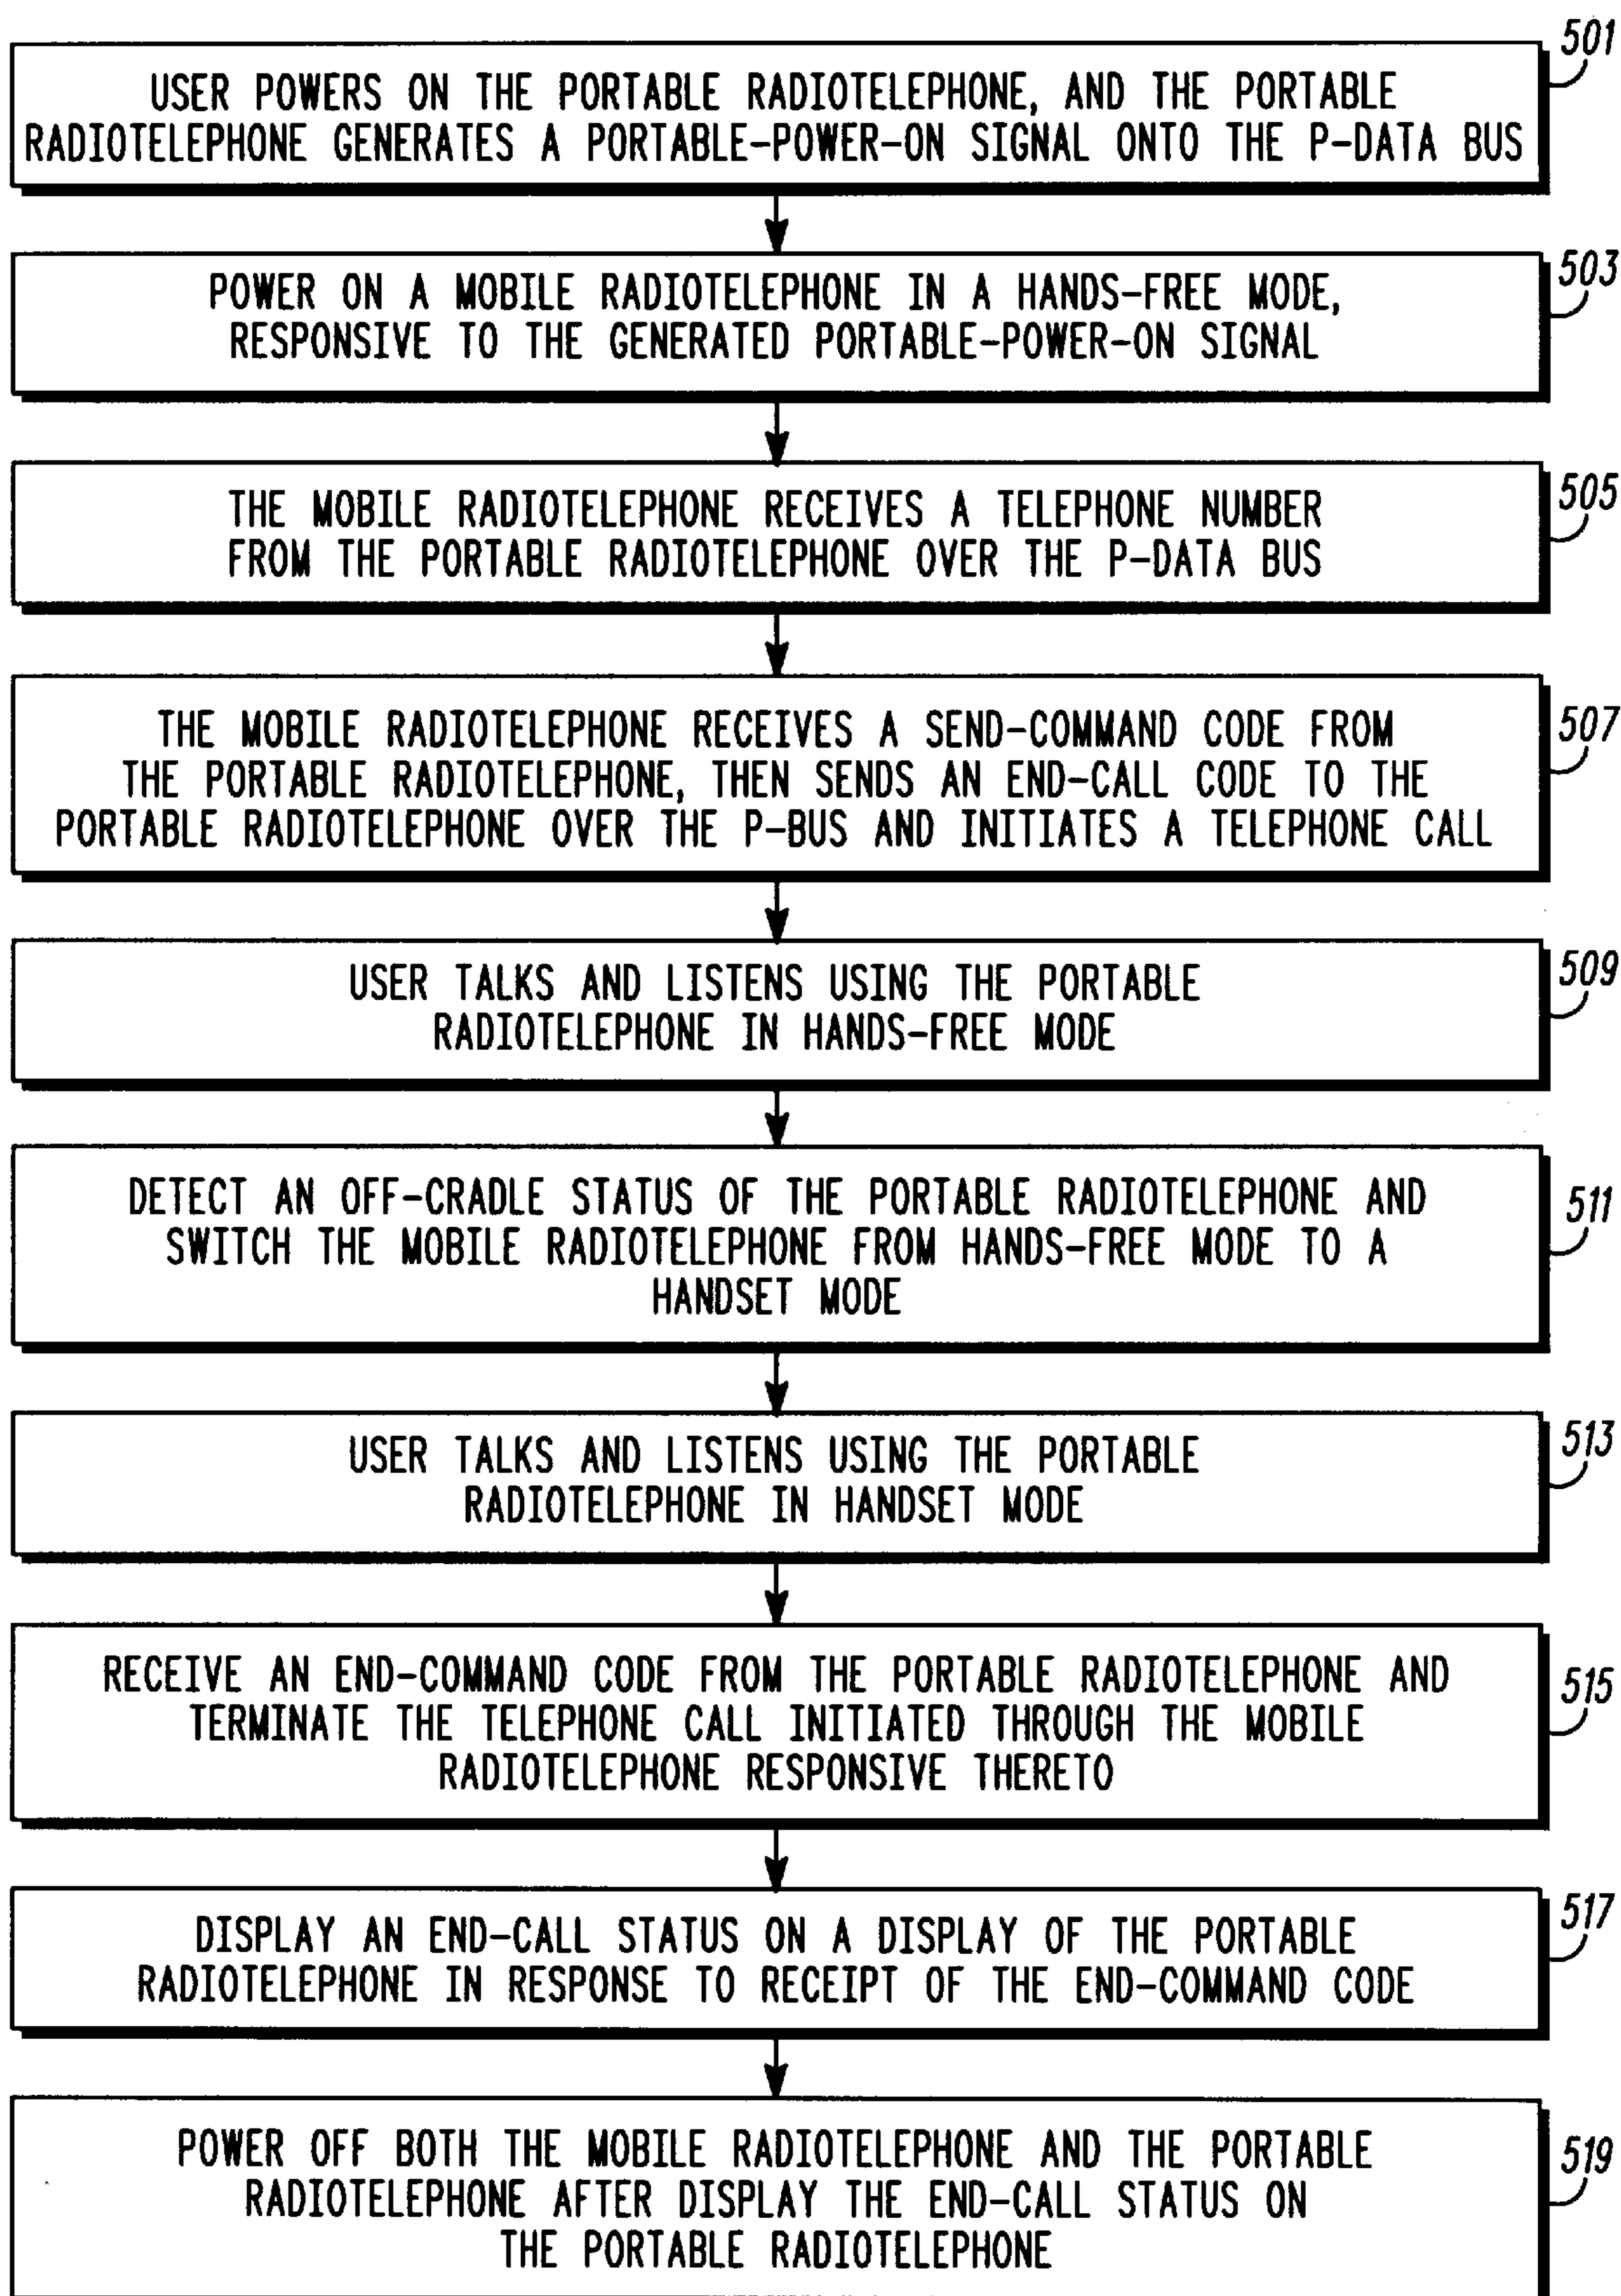 501
USER POWERS ON THE PORTABLE RADIOTELEPHONE, AND THE PORTABLE
RADIOTELEPHONE GENERATES A PORTABLE-POWER-ON SIGNAL ONTO THE P-DATA BUS
503
POWER ON A MOBILE RADIOTELEPHONE IN A HANDS-FREE MODE,
RESPONSIVE TO THE GENERATED PORTABLE-POWER-ON SIGNAL
505
THE MOBILE RADIOTELEPHONE RECEIVES A TELEPHONE NUMBER
FROM THE PORTABLE RADIOTELEPHONE OVER THE P-DATA BUS
507
THE MOBILE RADIOTELEPHONE RECEIVES A SEND-COMMAND CODE FROM
THE PORTABLE RADIOTELEPHONE, THEN SENDS AN END-CALL CODE TO THE
PORTABLE RADIOTELEPHONE OVER THE P-BUS AND INITIATES A TELEPHONE CALL
509
USER TALKS AND LISTENS USING THE PORTABLE
RADIOTELEPHONE IN HANDS-FREE MODE
511
DETECT AN OFF-CRADLE STATUS OF THE PORTABLE RADIOTELEPHONE AND
SWITCH THE MOBILE RADIOTELEPHONE FROM HANDS-FREE MODE TO A
HANDSET MODE
513
USER TALKS AND LISTENS USING THE PORTABLE
RADIOTELEPHONE IN HANDSET MODE
515
RECEIVE AN END-COMMAND CODE FROM THE PORTABLE RADIOTELEPHONE AND
TERMINATE THE TELEPHONE CALL INITIATED THROUGH THE MOBILE
RADIOTELEPHONE RESPONSIVE THERETO
517
DISPLAY AN END-CALL STATUS ON A DISPLAY OF THE PORTABLE
RADIOTELEPHONE IN RESPONSE TO RECEIPT OF THE END-COMMAND CODE
519
POWER OFF BOTH THE MOBILE RADIOTELEPHONE AND THE PORTABLE
RADIOTELEPHONE AFTER DISPLAY THE END-CALL STATUS ON
THE PORTABLE RADIOTELEPHONE